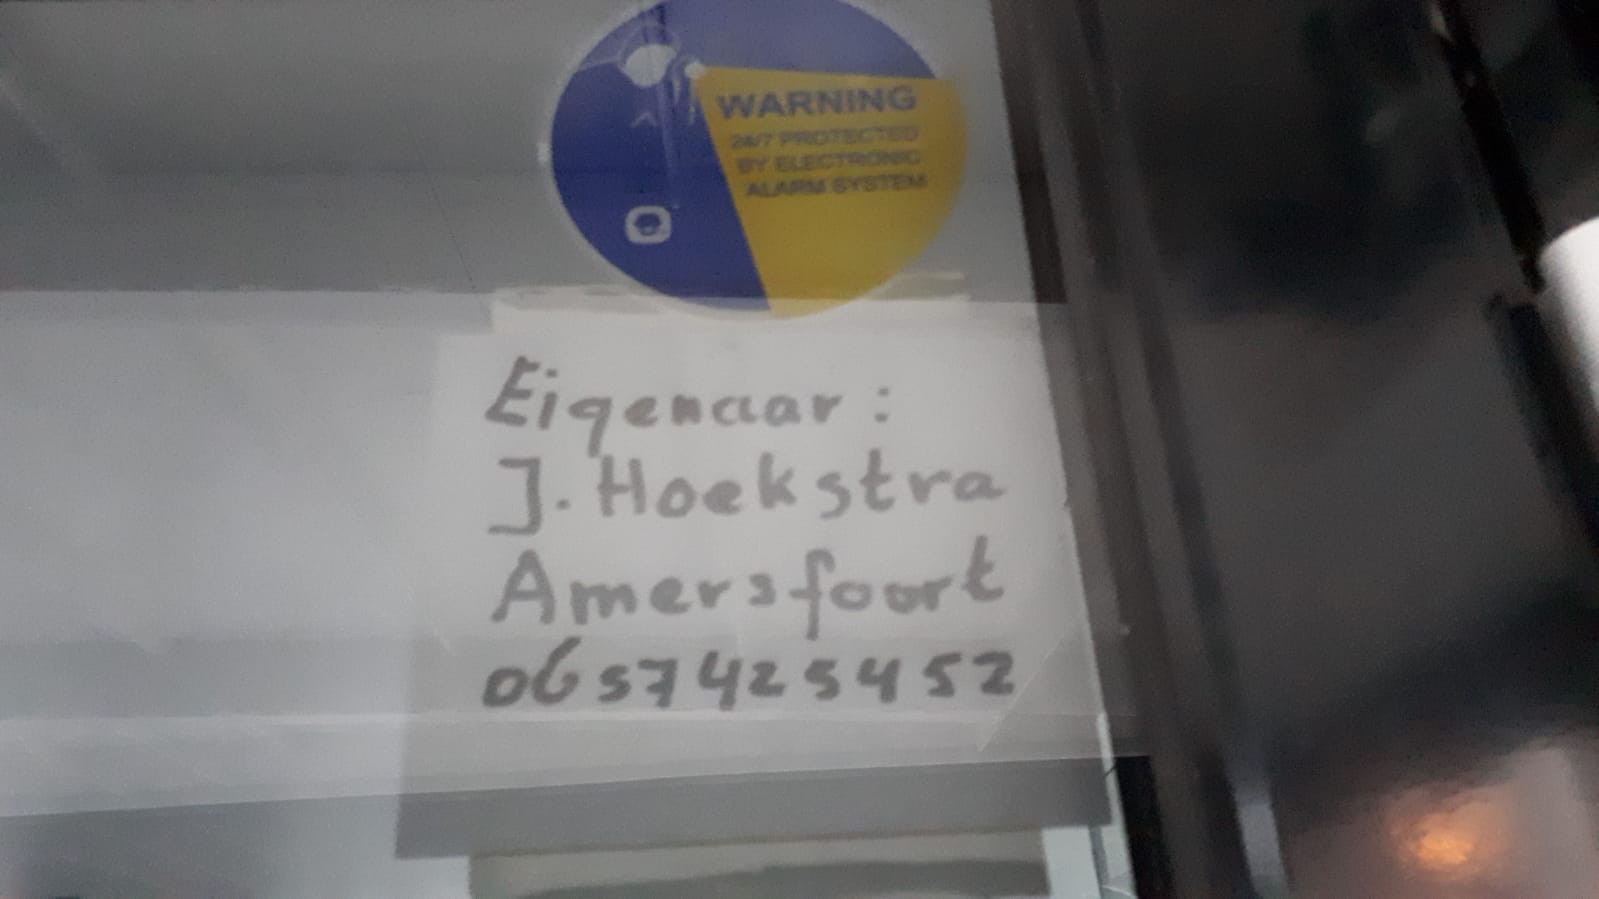 WARNING
24/7 PROTECTED
BY ELECTRONIC
ALARM SYSTEM
Eigenaar :
J. Hoekstra
Amersfoort
0657425452